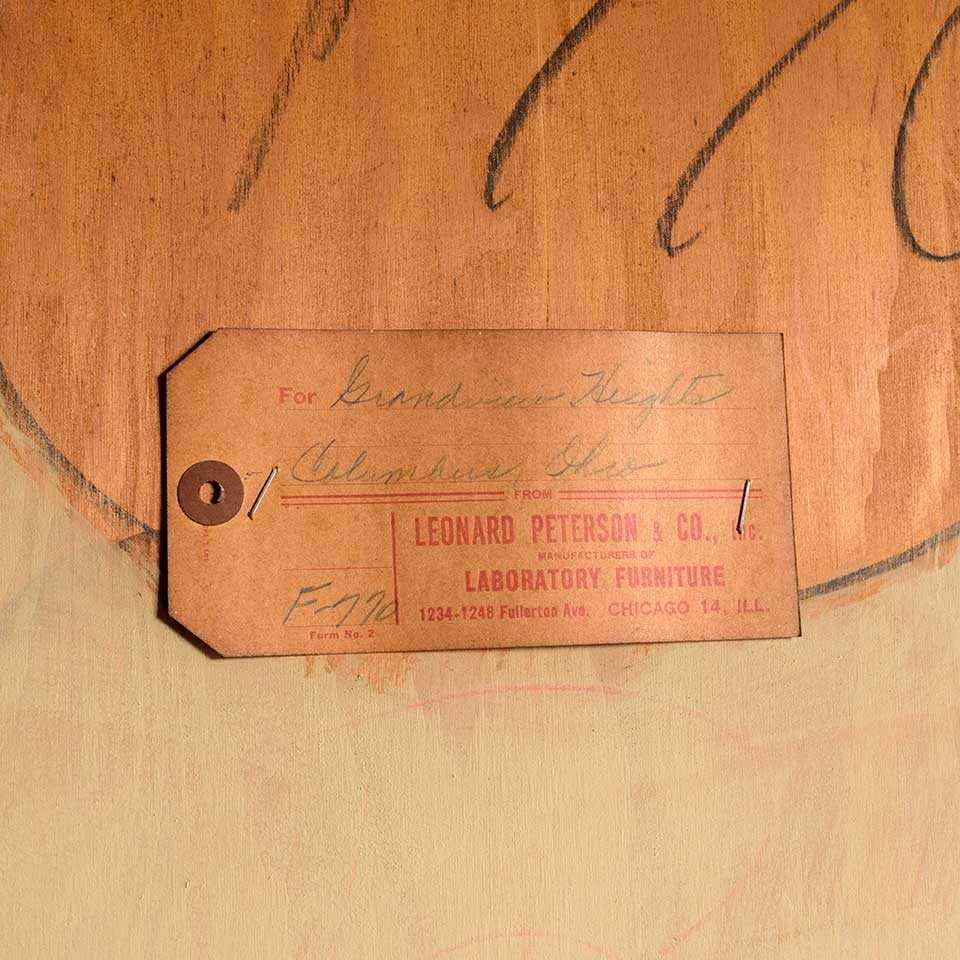 For Grandview Heights
Columbus, Ohio
FROM
LEONARD PETERSON & CO., Inc.
MANUFACTURERS OF
LABORATORY FURNITURE
1234-1248 Fullerton Ave. CHICAGO 14, ILL.
F-770
Form No. 2